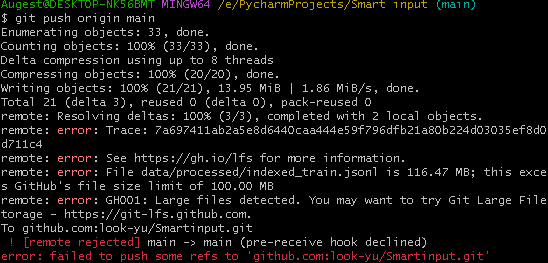 Augest@DESKTOP-NK56BMT MINGW64 /e/PycharmProjects/Smart input (main)
$ git push origin main
Enumerating objects: 33, done.
Counting objects: 100% (33/33), done.
Delta compression using up to 8 threads
Compressing objects: 100% (20/20), done.
Writing objects: 100% (21/21), 13.95 MiB | 1.86 MiB/s, done.
Total 21 (delta 3), reused 0 (delta 0), pack-reused 0
remote: Resolving deltas: 100% (3/3), completed with 2 local objects.
remote: error: Trace: 7a697411ab2a5e8d6440caa444e59f796dfb21a80b224d03035ef8d0
d711c4
remote: error: See https://gh.io/lfs for more information.
remote: error: File data/processed/indexed_train.jsonl is 116.47 MB; this exce
s GitHub's file size limit of 100.00 MB
remote: error: GH001: Large files detected. You may want to try Git Large File
torage - https://git-lfs.github.com.
To github.com:look-yu/Smartinput.git
! [remote rejected] main -> main (pre-receive hook declined)
error: failed to push some refs to 'github.com:look-yu/Smartinput.git'